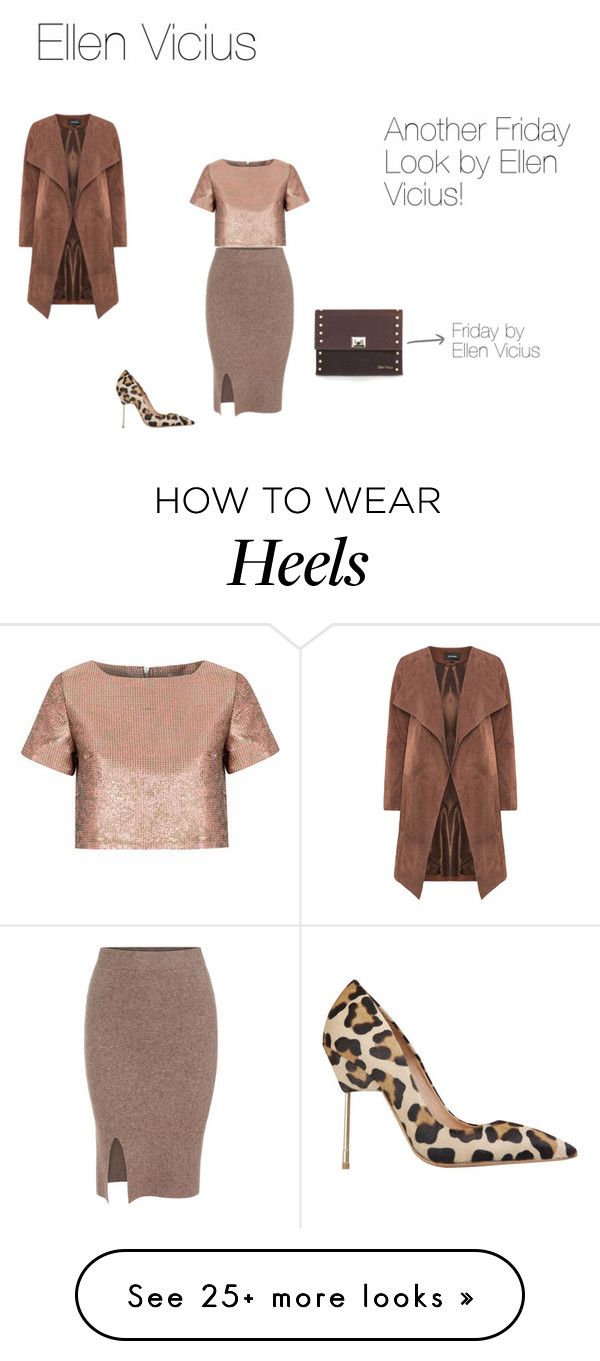 Ellen Vicius
Another Friday
Look by Ellen
Vicius!
Friday by
Ellen Vicius
HOW TO WEAR
Heels
See 25+ more looks »